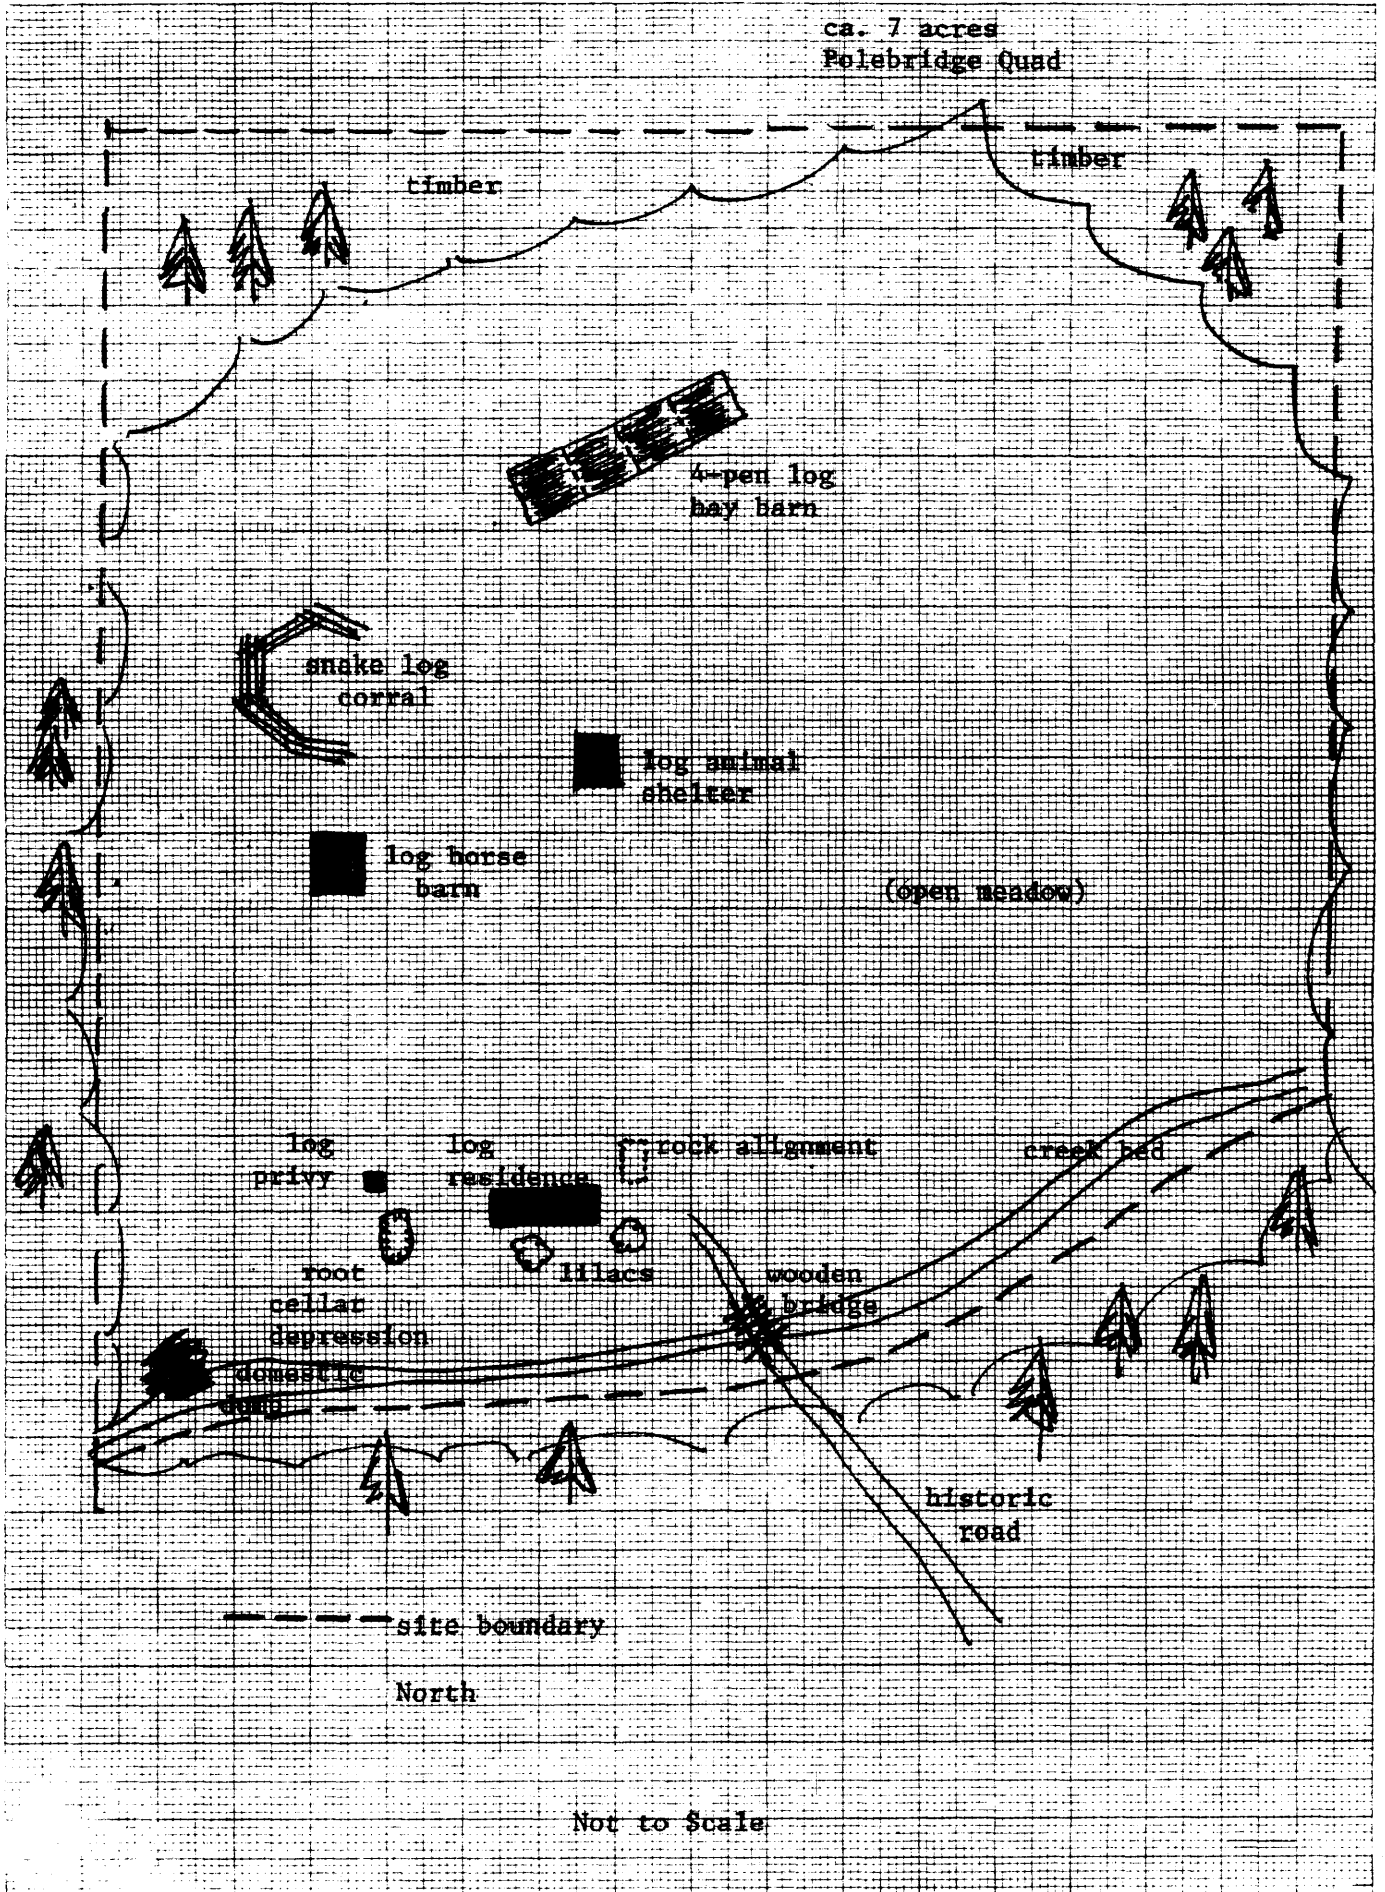 ca. 7 acres
Polebridge Quad
timber
timber
4-pen log
hay barn
snake log
corral
log animal
shelter
log horse
barn
(open meadow)
log
privy
log
residence
rock alignment
creek bed
root
cellar
depression
lilacs
wooden
bridge
domestic
dump
historic
road
site boundary
North
Not to Scale